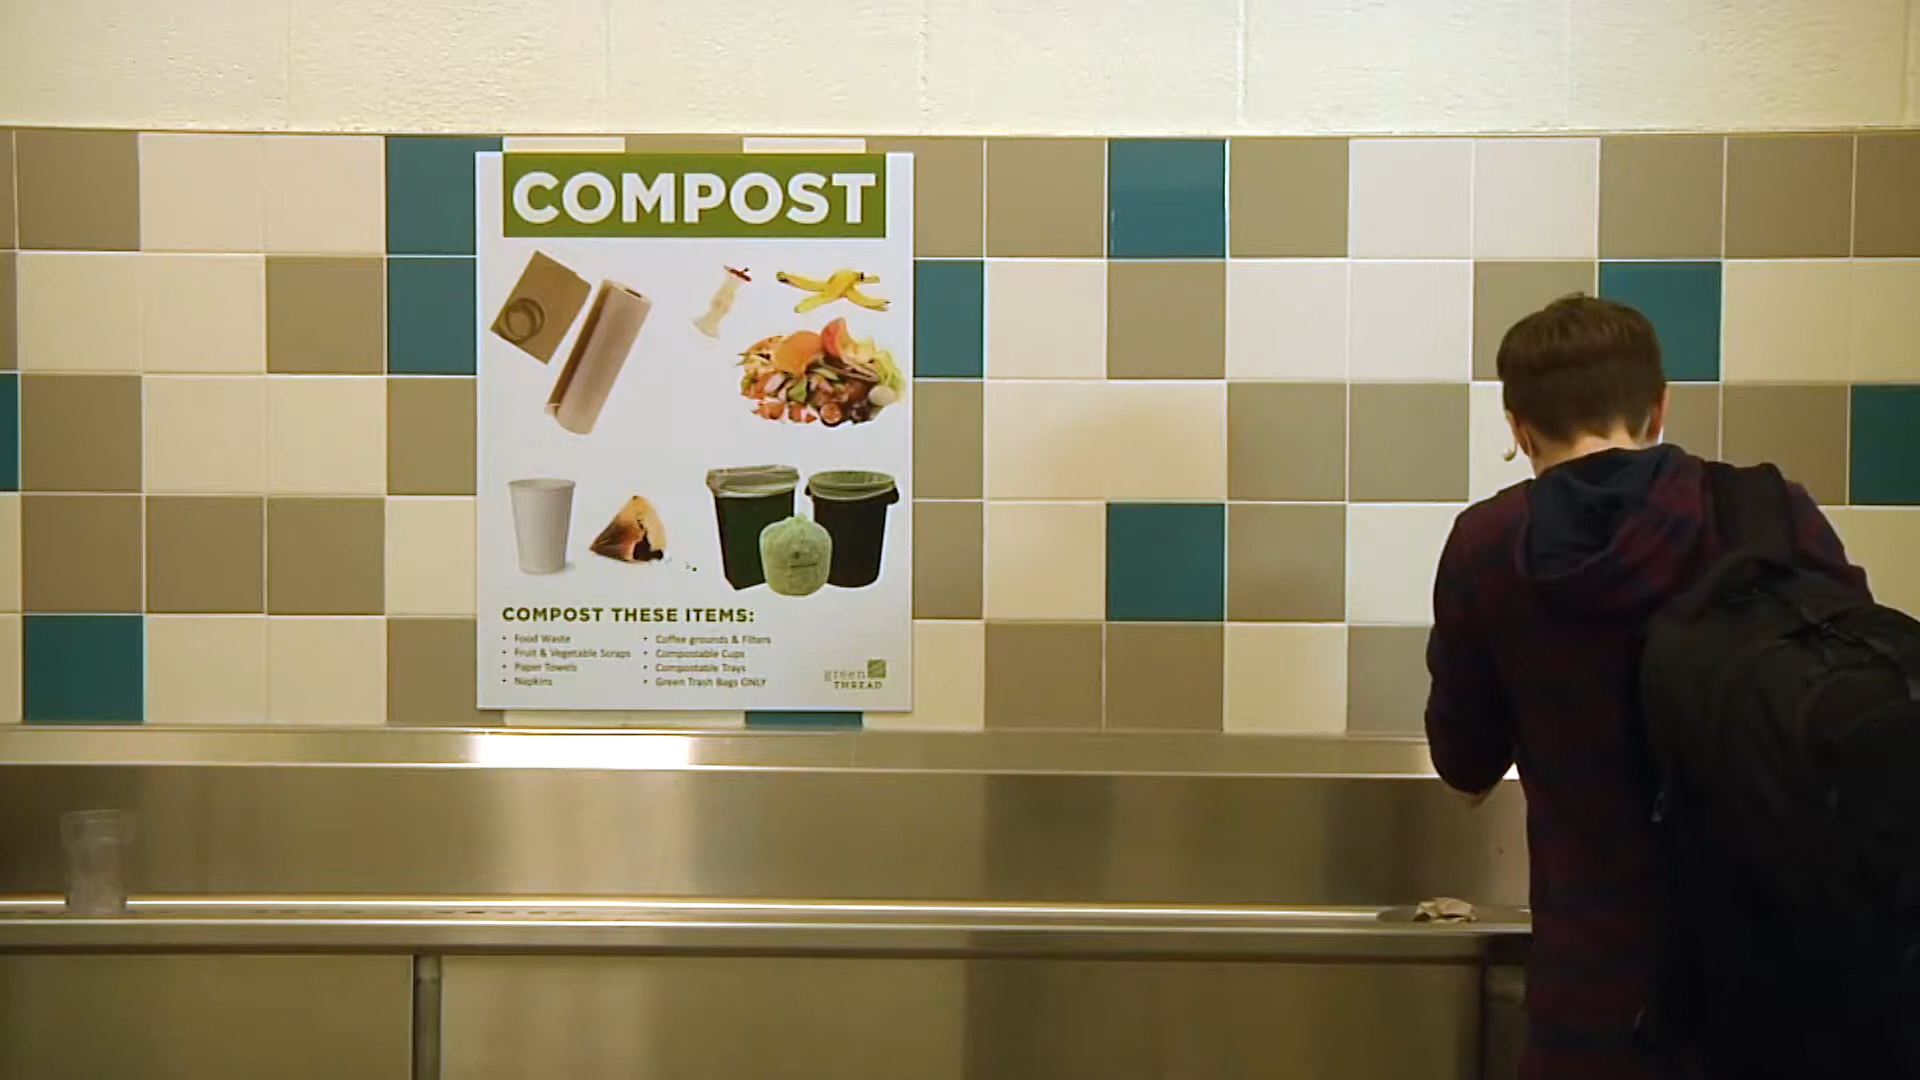 COMPOST
COMPOST THESE ITEMS:
• Food Waste
• Fruit & Vegetable Scraps
• Paper Towels
• Napkins
• Coffee grounds & Filters
• Compostable Cups
• Compostable Trays
• Green Trash Bags ONLY
green
THREAD